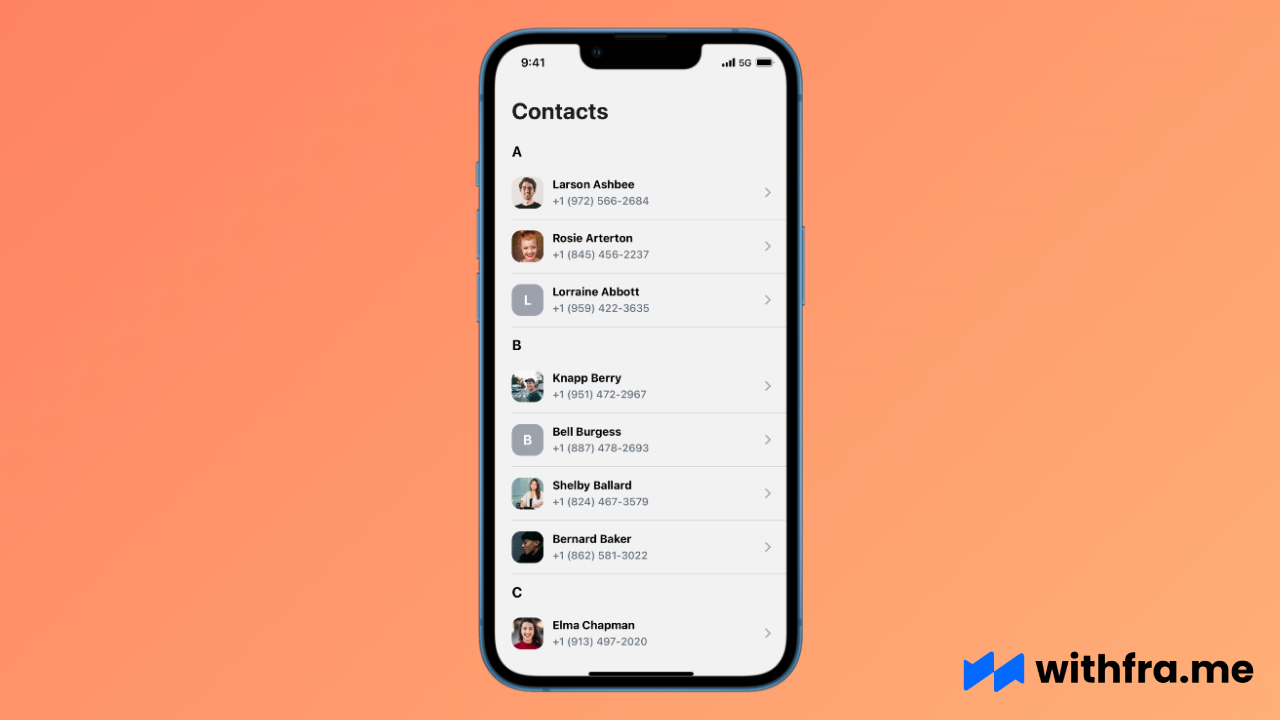 9:41
5G
Contacts
A
Larson Ashbee
+1 (972) 566-2684
Rosie Arterton
+1 (845) 456-2237
L
Lorraine Abbott
+1 (959) 422-3635
B
Knapp Berry
+1 (951) 472-2967
B
Bell Burgess
+1 (887) 478-2693
Shelby Ballard
+1 (824) 467-3579
Bernard Baker
+1 (862) 581-3022
C
Elma Chapman
+1 (913) 497-2020
withfra.me